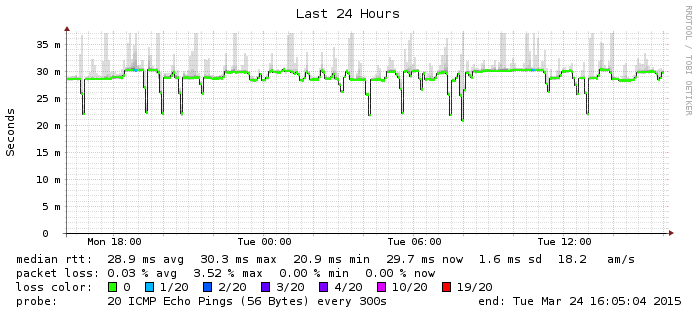 Last 24 Hours
RRDTOOL / TOBI OETIKER
Seconds
35 m
30 m
25 m
20 m
15 m
10 m
5 m
0
Mon 18:00 Tue 00:00 Tue 06:00 Tue 12:00
median rtt: 28.9 ms avg 30.3 ms max 20.9 ms min 29.7 ms now 1.6 ms sd 18.2 am/s
packet loss: 0.03 % avg 3.52 % max 0.00 % min 0.00 % now
loss color: 0 1/20 2/20 3/20 4/20 10/20 19/20
probe: 20 ICMP Echo Pings (56 Bytes) every 300s end: Tue Mar 24 16:05:04 2015